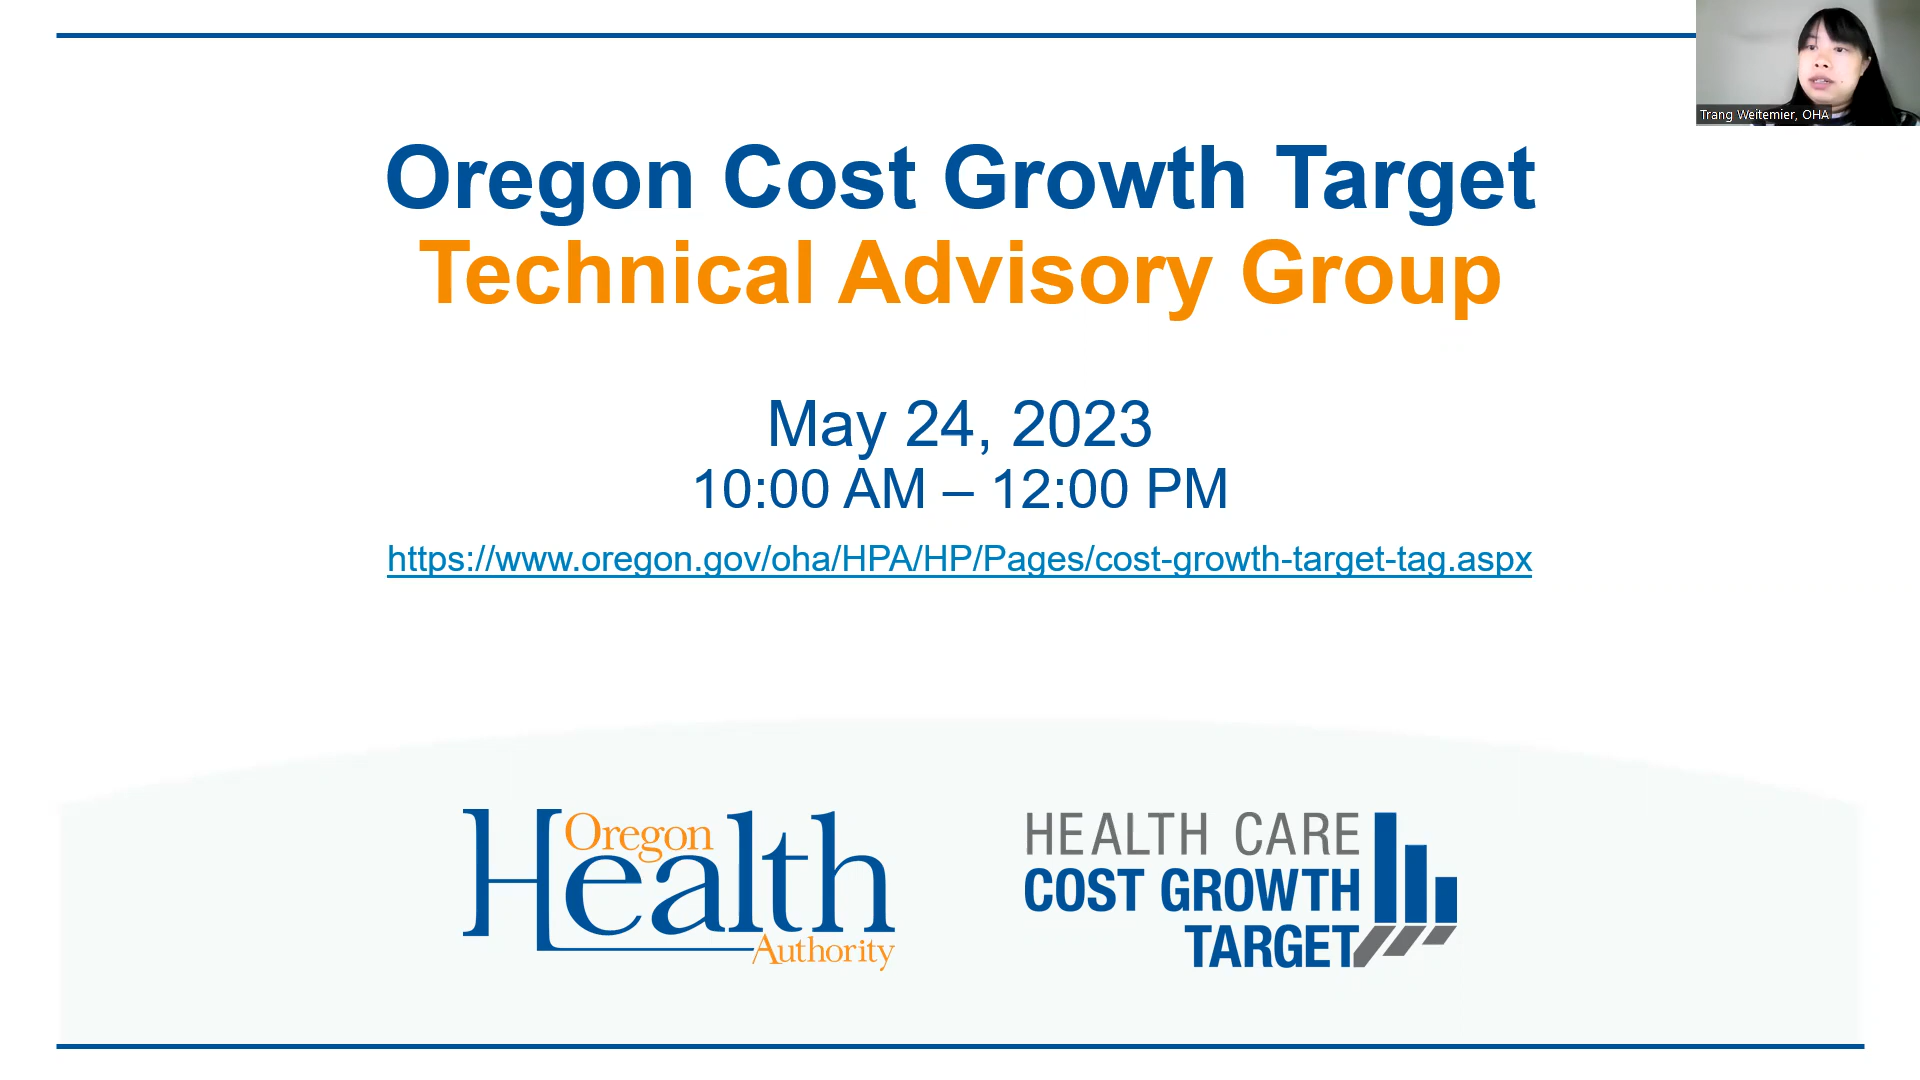 Trang Weitemier, OHA
Oregon Cost Growth Target
Technical Advisory Group
May 24, 2023
10:00 AM – 12:00 PM
https://www.oregon.gov/oha/HPA/HP/Pages/cost-growth-target-tag.aspx
Oregon
Health
Authority
HEALTH CARE
COST GROWTH
TARGET